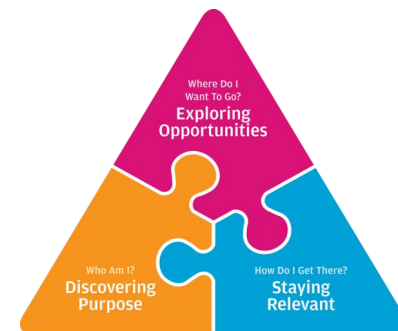 Where Do I
Want To Go?
Exploring
Opportunities
Who Am I?
Discovering
Purpose
How Do I Get There?
Staying
Relevant